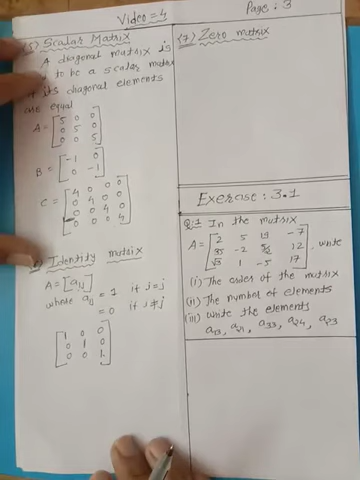 Video = 4
Page : 3
(5) Scalar Matrix
A diagonal matrix is
to be a scalar matrix
if its diagonal elements
are equal
A = [5 0 0
0 5 0
0 0 5]
B = [-1 0
0 -1]
C = [4 0 0 0
0 4 0 0
0 0 4 0
0 0 0 4]
Identity matrix
A = [aij]
where aij = 1 if i=j
= 0 if i≠j
[1 0 0
0 1 0
0 0 1]
(7) Zero matrix
Exercise : 3.1
Q:1 In the matrix
A = [2 5 19 -7
35 -2 5/2 12
√3 1 -5 17], write
(i) The order of the matrix
(ii) The number of elements
(iii) Write the elements
a13, a21, a33, a24, a23